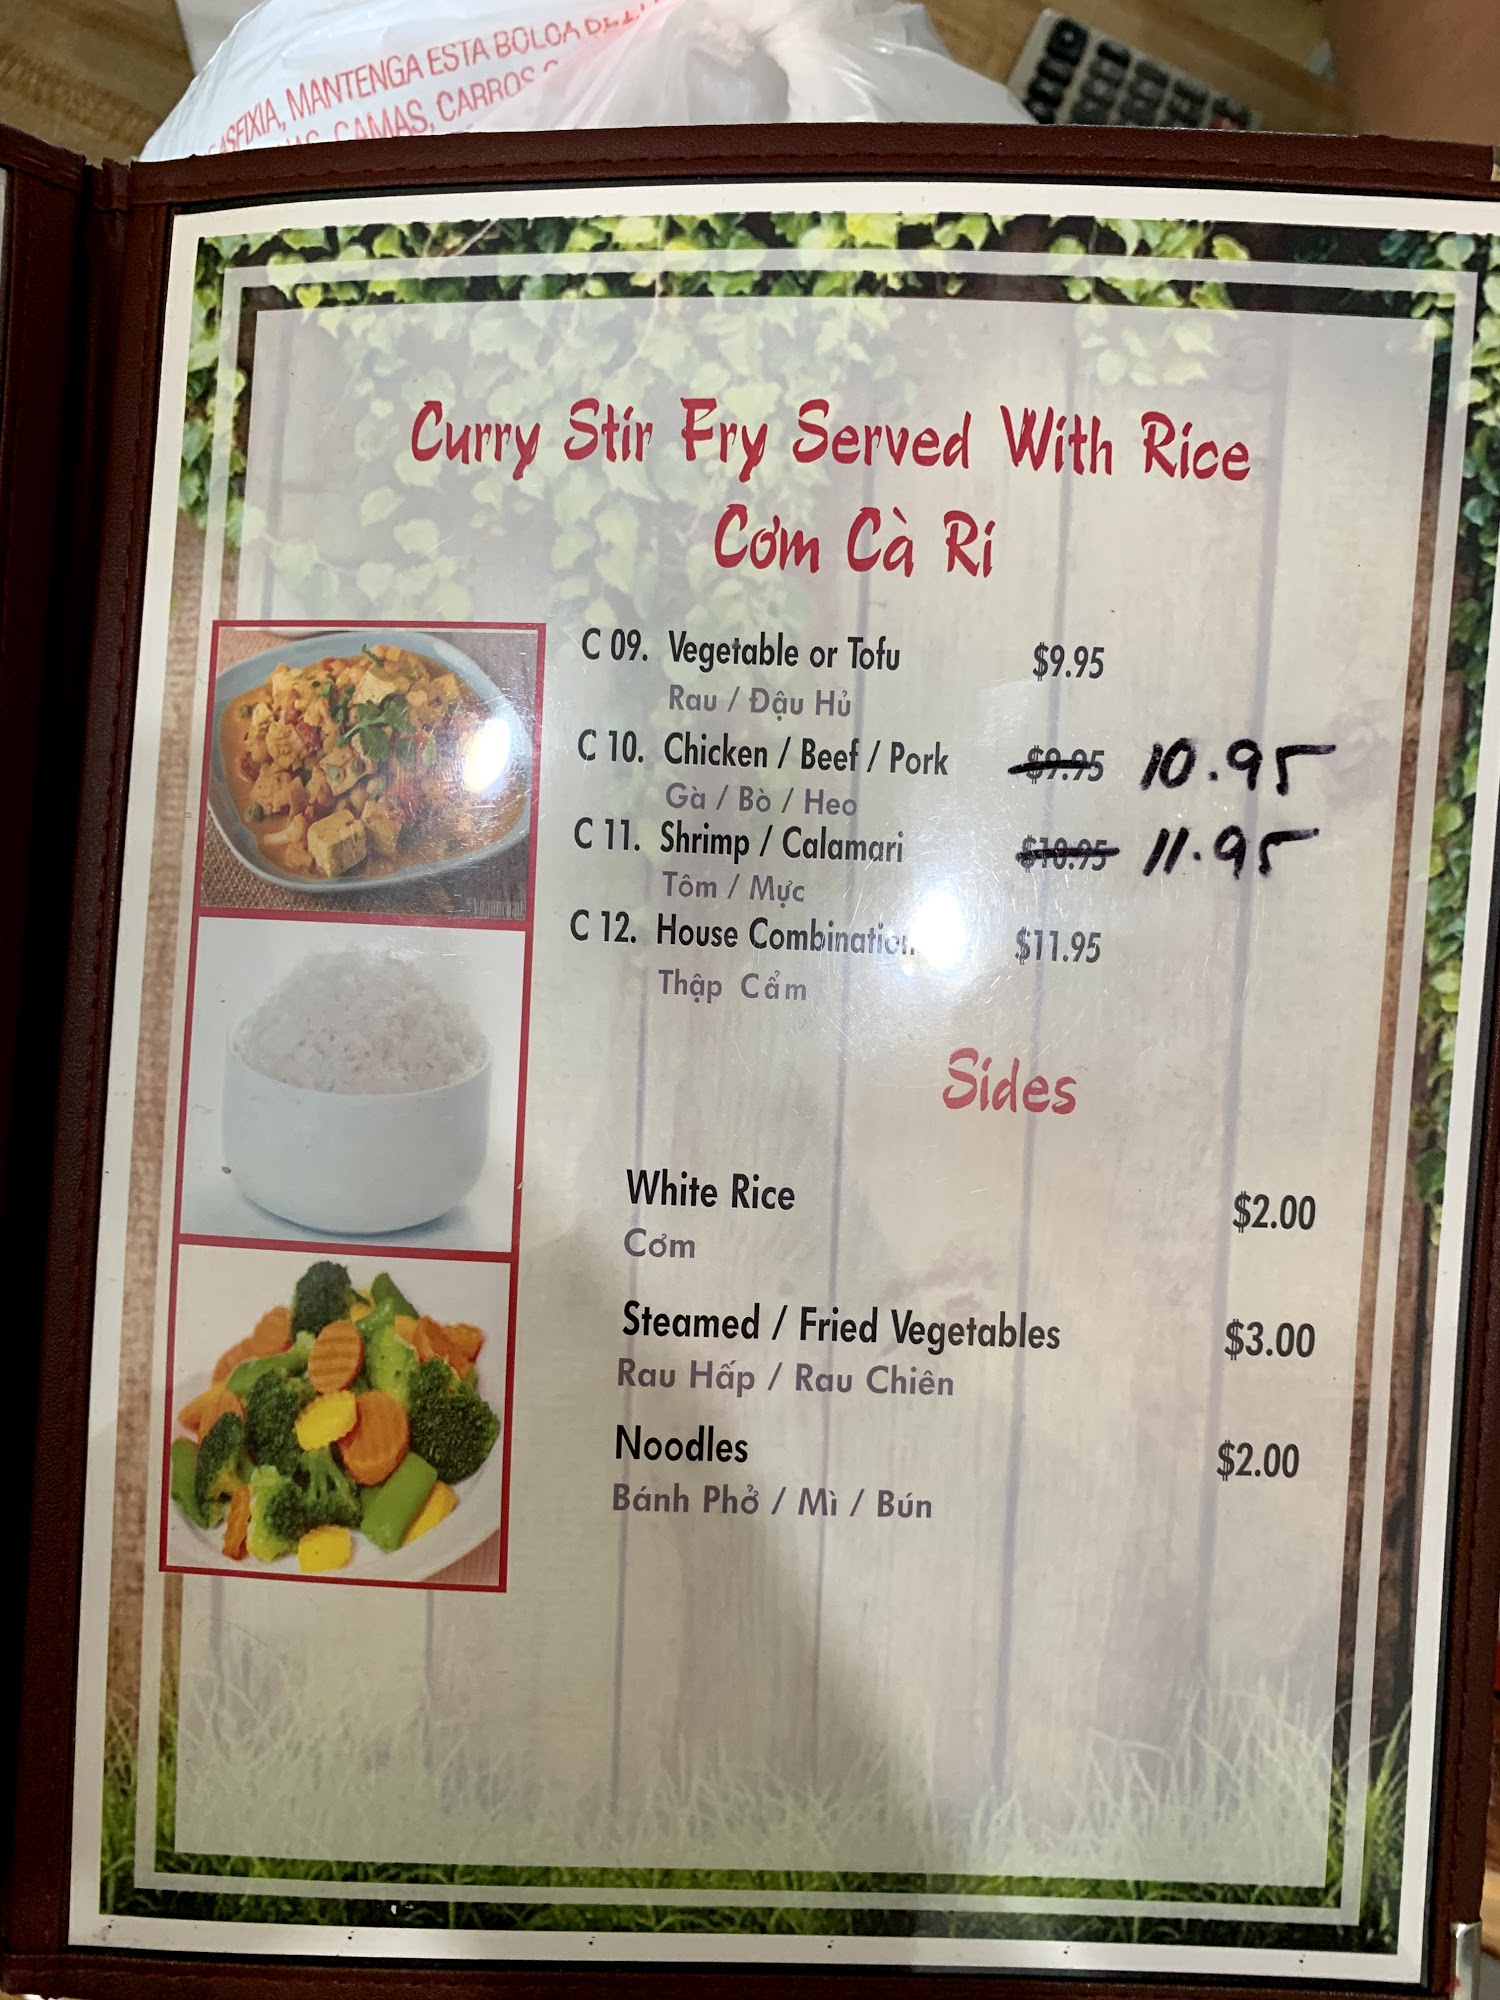 ASFIXIA, MANTENGA ESTA BOLCA DE
CAMAS, CARROS
Curry Stir Fry Served With Rice
Cơm Cà Ri
C 09. Vegetable or Tofu $9.95
Rau / Đậu Hủ
C 10. Chicken / Beef / Pork $9.95 10.95
Gà / Bò / Heo
C 11. Shrimp / Calamari $10.95 11.95
Tôm / Mực
C 12. House Combination $11.95
Thập Cẩm
Sides
White Rice $2.00
Cơm
Steamed / Fried Vegetables $3.00
Rau Hấp / Rau Chiên
Noodles $2.00
Bánh Phở / Mì / Bún